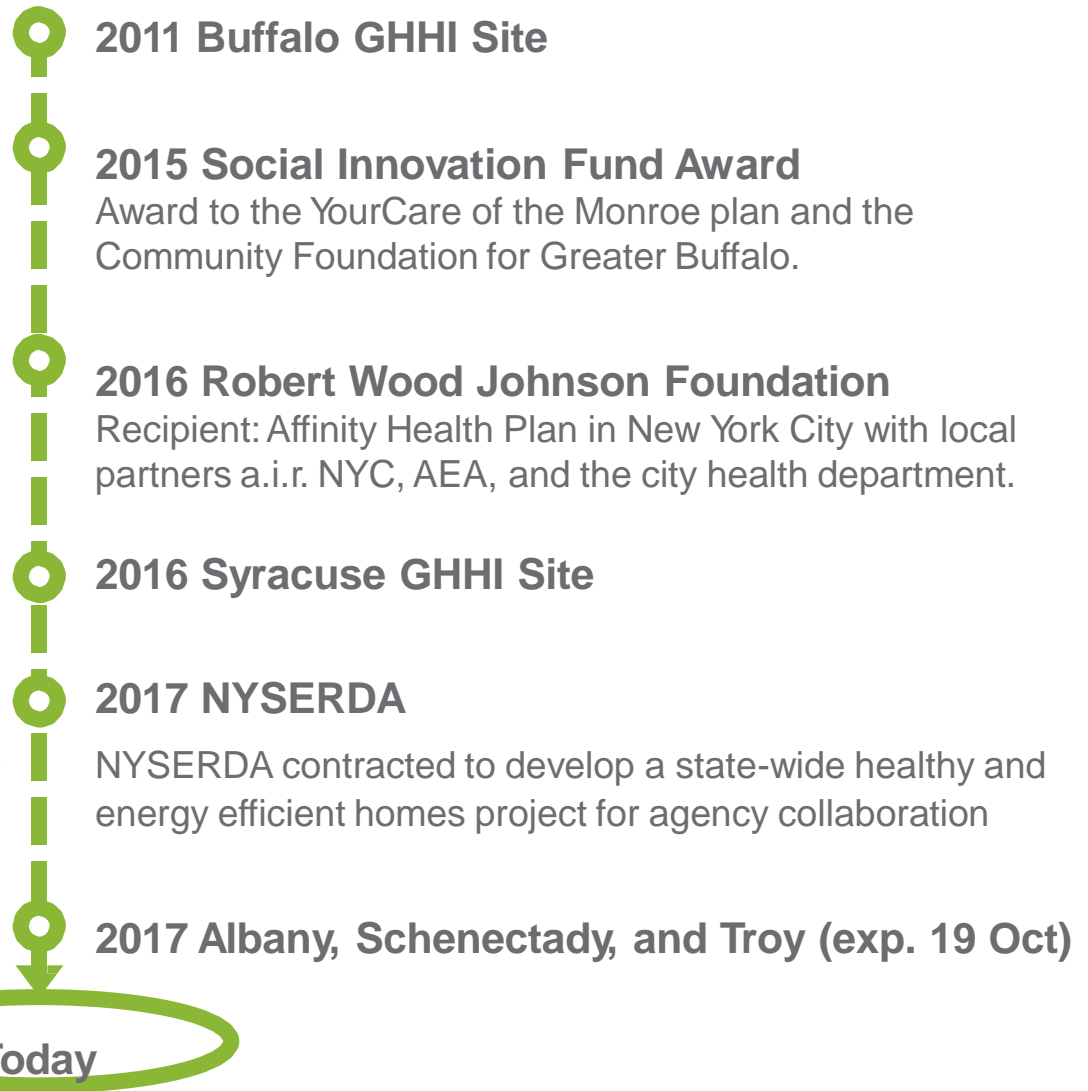 2011 Buffalo GHHI Site
2015 Social Innovation Fund Award
Award to the YourCare of the Monroe plan and the
Community Foundation for Greater Buffalo.
2016 Robert Wood Johnson Foundation
Recipient: Affinity Health Plan in New York City with local
partners a.i.r. NYC, AEA, and the city health department.
2016 Syracuse GHHI Site
2017 NYSERDA
NYSERDA contracted to develop a state-wide healthy and
energy efficient homes project for agency collaboration
2017 Albany, Schenectady, and Troy (exp. 19 Oct)
Today